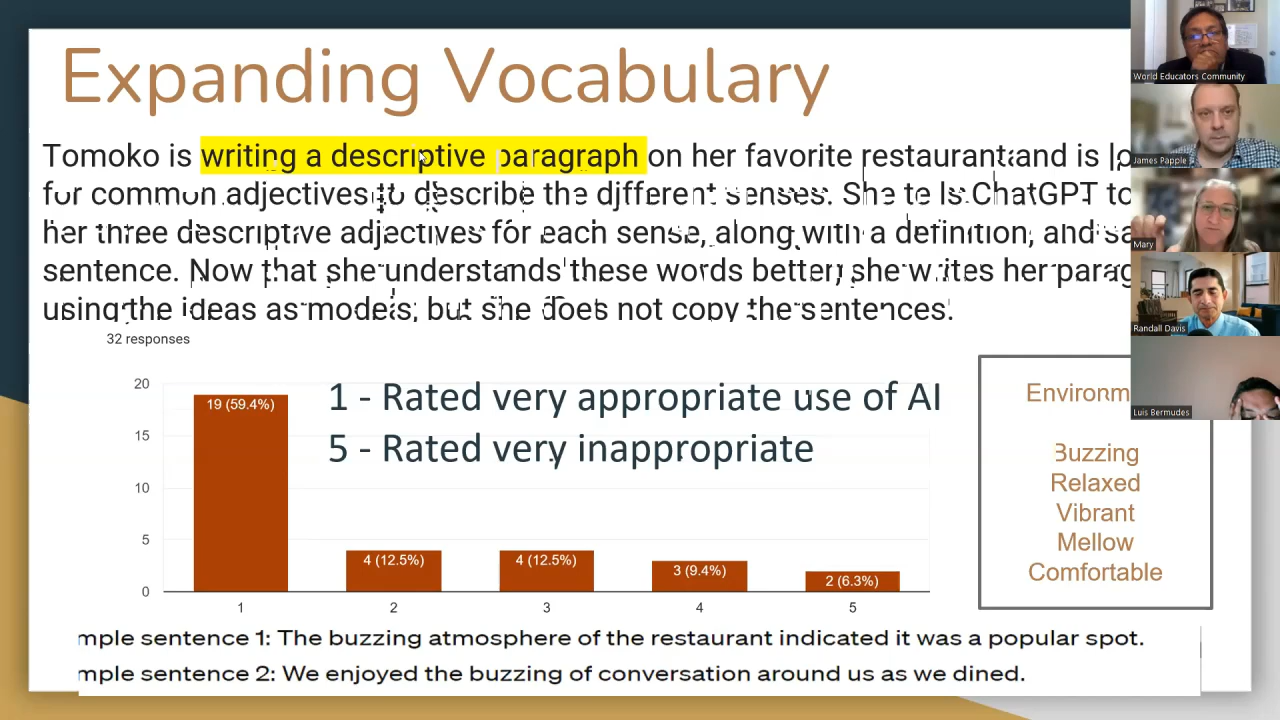 Expanding Vocabulary
Tomoko is writing a descriptive paragraph on her favorite restaurant and is
for common adjectives to describe the different senses. She tells ChatGPT to
her three descriptive adjectives for each sense, along with a definition, and
sentence. Now that she understands these words better, she writes her
using the ideas as models, but she does not copy the sentences.
32 responses
20
15
10
5
0
19 (59.4%)
4 (12.5%)
4 (12.5%)
3 (9.4%)
2 (6.3%)
1
2
3
4
5
1 - Rated very appropriate use of AI
5 - Rated very inappropriate
Buzzing
Relaxed
Vibrant
Mellow
Comfortable
mple sentence 1: The buzzing atmosphere of the restaurant indicated it was a popular spot.
mple sentence 2: We enjoyed the buzzing of conversation around us as we dined.
World Educators Community
James Papple
Mary
Randall Davis
Luis Bermudes